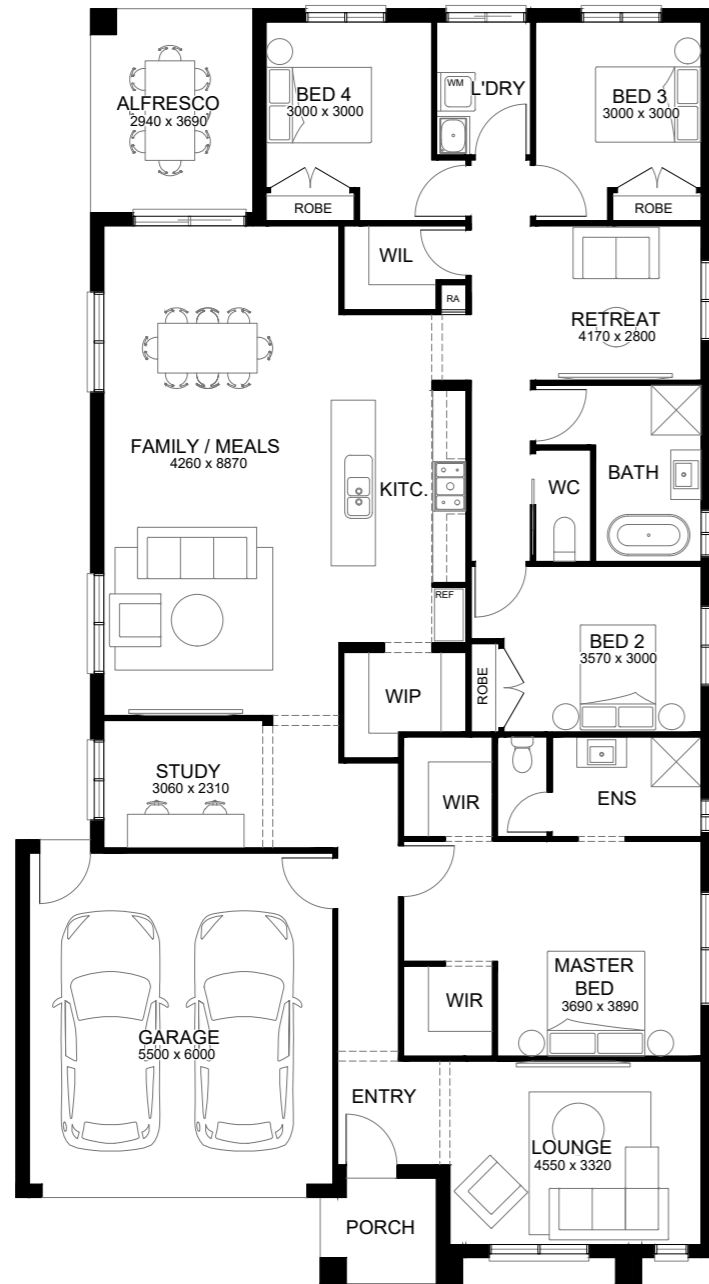 ALFRESCO
2940 x 3690
BED 4
3000 x 3000
WM
L'DRY
BED 3
3000 x 3000
ROBE
ROBE
WIL
RA
RETREAT
4170 x 2800
FAMILY / MEALS
4260 x 8870
KITC.
WC
BATH
REF
BED 2
3570 x 3000
ROBE
WIP
STUDY
3060 x 2310
WIR
ENS
MASTER
BED
3690 x 3890
WIR
GARAGE
5500 x 6000
ENTRY
LOUNGE
4550 x 3320
PORCH